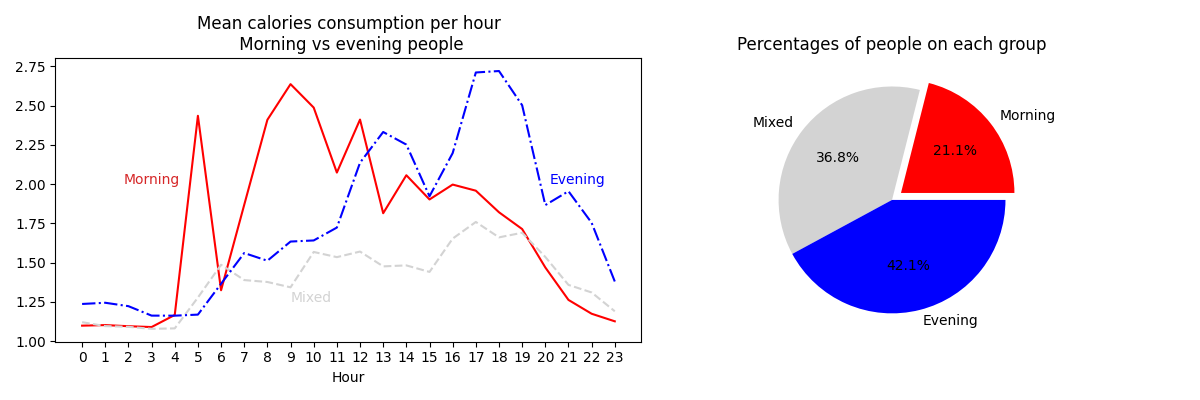 Mean calories consumption per hour
Morning vs evening people
2.75
2.50
2.25
2.00
1.75
1.50
1.25
1.00
Morning
Evening
Mixed
0 1 2 3 4 5 6 7 8 9 10 11 12 13 14 15 16 17 18 19 20 21 22 23
Hour
Percentages of people on each group
Mixed
Morning
36.8%
21.1%
42.1%
Evening